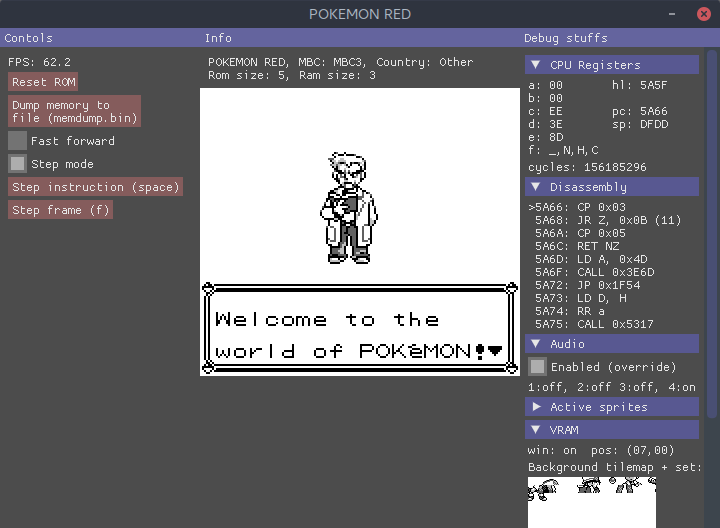 POKEMON RED
Contols
Info
Debug stuffs
FPS: 62.2
Reset ROM
Dump memory to
file (memdump.bin)
Fast forward
Step mode
Step instruction (space)
Step frame (f)
POKEMON RED, MBC: MBC3, Country: Other
Rom size: 5, Ram size: 3
Welcome to the
world of POKéMON!
CPU Registers
a: 00 hl: 5A5F
b: 00
c: EE pc: 5A66
d: 3E sp: DFDD
e: 8D
f: _,N,H,C
cycles: 156185296
Disassembly
>5A66: CP 0x03
5A68: JR Z, 0x0B (11)
5A6A: CP 0x05
5A6C: RET NZ
5A6D: LD A, 0x4D
5A6F: CALL 0x3E6D
5A72: JP 0x1F54
5A73: LD D, H
5A74: RR a
5A75: CALL 0x5317
Audio
Enabled (override)
1:off, 2:off 3:off, 4:on
Active sprites
VRAM
win: on pos: (07,00)
Background tilemap + set: